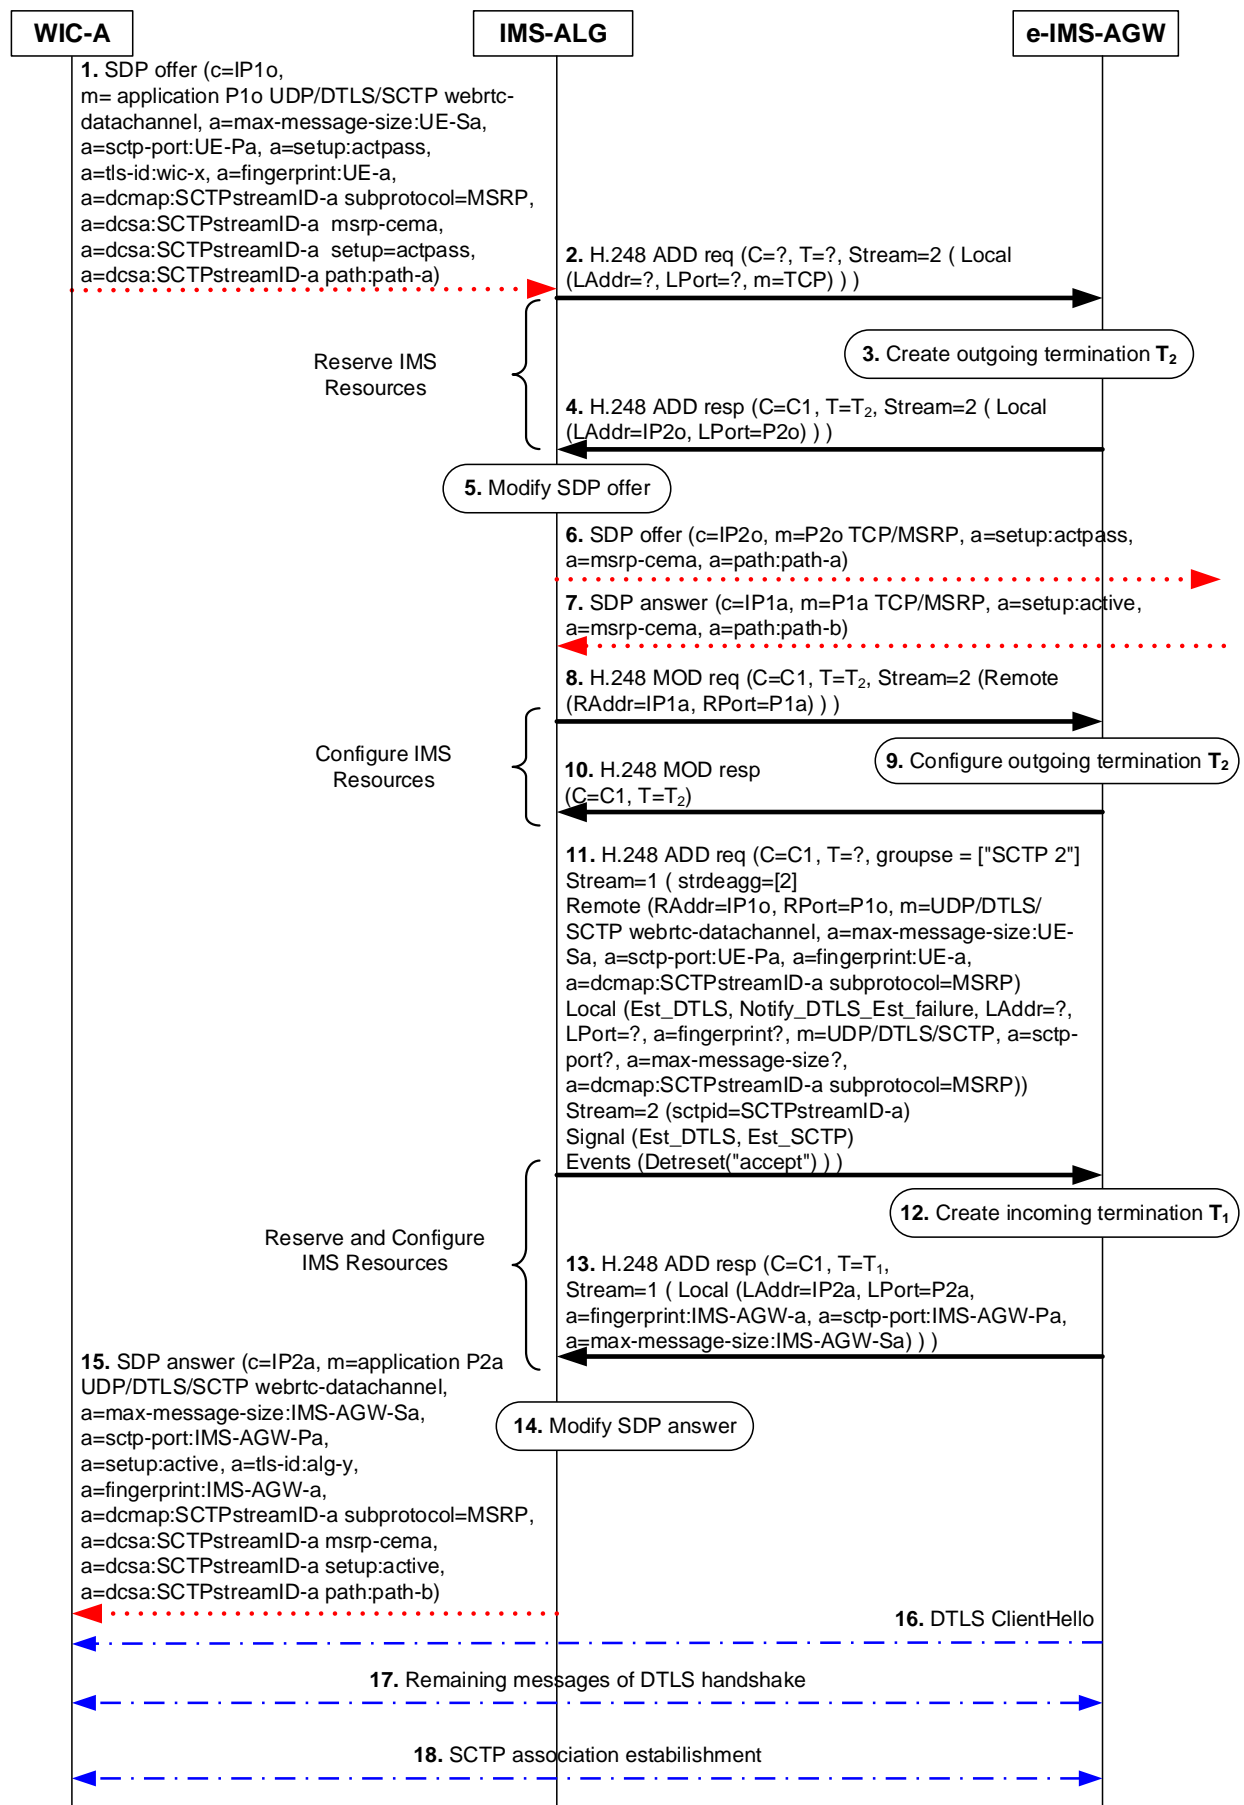 WIC-A
IMS-ALG
e-IMS-AGW
1. SDP offer (c=IP1o,
m= application P1o UDP/DTLS/SCTP webrtc-
datachannel, a=max-message-size:UE-Sa,
a=sctp-port:UE-Pa, a=setup:actpass,
a=tls-id:wic-x, a=fingerprint:UE-a,
a=dcmap:SCTPstreamID-a subprotocol=MSRP,
a=dcsa:SCTPstreamID-a  msrp-cema,
a=dcsa:SCTPstreamID-a  setup=actpass,
a=dcsa:SCTPstreamID-a path:path-a)
2. H.248 ADD req (C=?, T=?, Stream=2 ( Local
(LAddr=?, LPort=?, m=TCP) ) )
3. Create outgoing termination T2
Reserve IMS
Resources
4. H.248 ADD resp (C=C1, T=T2, Stream=2 ( Local
(LAddr=IP2o, LPort=P2o) ) )
5. Modify SDP offer
6. SDP offer (c=IP2o, m=P2o TCP/MSRP, a=setup:actpass,
a=msrp-cema, a=path:path-a)
7. SDP answer (c=IP1a, m=P1a TCP/MSRP, a=setup:active,
a=msrp-cema, a=path:path-b)
8. H.248 MOD req (C=C1, T=T2, Stream=2 (Remote
(RAddr=IP1a, RPort=P1a) ) )
9. Configure outgoing termination T2
Configure IMS
Resources
10. H.248 MOD resp
(C=C1, T=T2)
11. H.248 ADD req (C=C1, T=?, groupse = ["SCTP 2"]
Stream=1 ( strdeagg=[2]
Remote (RAddr=IP1o, RPort=P1o, m=UDP/DTLS/
SCTP webrtc-datachannel, a=max-message-size:UE-
Sa, a=sctp-port:UE-Pa, a=fingerprint:UE-a,
a=dcmap:SCTPstreamID-a subprotocol=MSRP)
Local (Est_DTLS, Notify_DTLS_Est_failure, LAddr=?,
LPort=?, a=fingerprint?, m=UDP/DTLS/SCTP, a=sctp-
port?, a=max-message-size?,
a=dcmap:SCTPstreamID-a subprotocol=MSRP))
Stream=2 (sctpid=SCTPstreamID-a)
Signal (Est_DTLS, Est_SCTP)
Events (Detreset("accept") ) )
12. Create incoming termination T1
Reserve and Configure
IMS Resources
13. H.248 ADD resp (C=C1, T=T1,
Stream=1 ( Local (LAddr=IP2a, LPort=P2a,
a=fingerprint:IMS-AGW-a, a=sctp-port:IMS-AGW-Pa,
a=max-message-size:IMS-AGW-Sa) ) )
14. Modify SDP answer
15. SDP answer (c=IP2a, m=application P2a
UDP/DTLS/SCTP webrtc-datachannel,
a=max-message-size:IMS-AGW-Sa,
a=sctp-port:IMS-AGW-Pa,
a=setup:active, a=tls-id:alg-y,
a=fingerprint:IMS-AGW-a,
a=dcmap:SCTPstreamID-a subprotocol=MSRP,
a=dcsa:SCTPstreamID-a msrp-cema,
a=dcsa:SCTPstreamID-a setup:active,
a=dcsa:SCTPstreamID-a path:path-b)
16. DTLS ClientHello
17. Remaining messages of DTLS handshake
18. SCTP association estabilishment